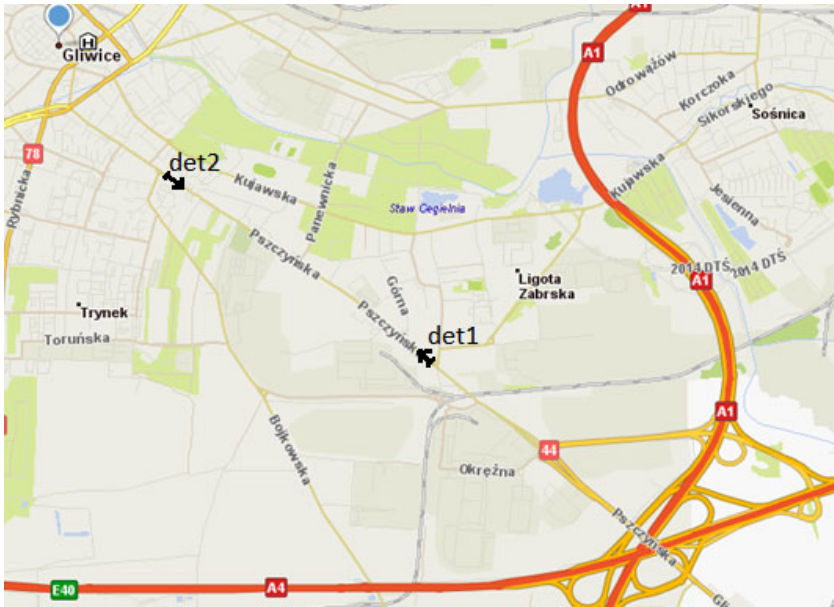 A1
A1
Gliwice
Odrowążów
Korczoka
Sikorskiego
Sośnica
78
det2
Rybnicka
Kujawska
Panewnicka
Kujawska
Jesienna
Staw Cegielnia
Pszczyńska
2014 DTŚ
2014 DTŚ
A1
Ligota
Zabrska
Górna
Trynek
Toruńska
Pszczyńsk
det1
A1
Bojkowska
44
Okrężna
Pszczyńska
E40
A4